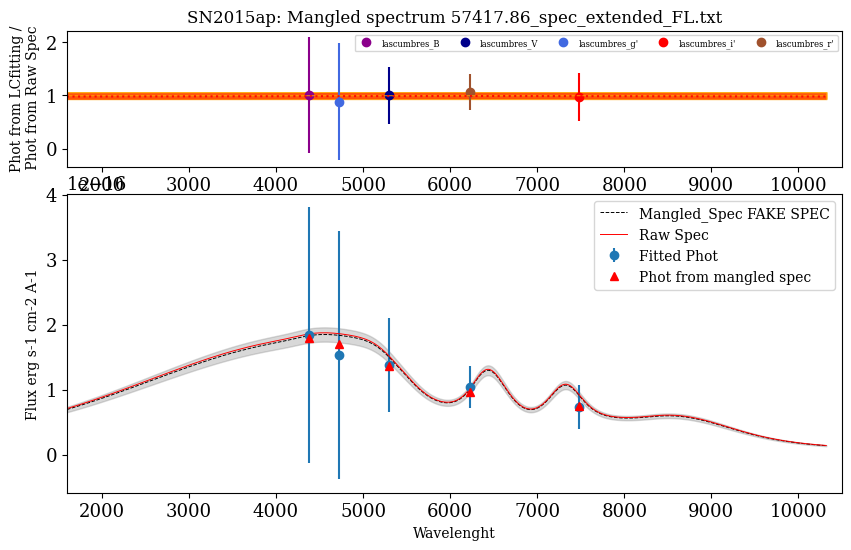 SN2015ap: Mangled spectrum 57417.86_spec_extended_FL.txt
Phot from LCfitting /
Phot from Raw Spec
2
1
0
lascumbres_B
lascumbres_V
lascumbres_g'
lascumbres_i'
lascumbres_r'
2000 3000 4000 5000 6000 7000 8000 9000 10000
1e−16
Flux erg s-1 cm-2 A-1
4
3
2
1
0
Mangled_Spec FAKE SPEC
Raw Spec
Fitted Phot
Phot from mangled spec
2000 3000 4000 5000 6000 7000 8000 9000 10000
Wavelenght